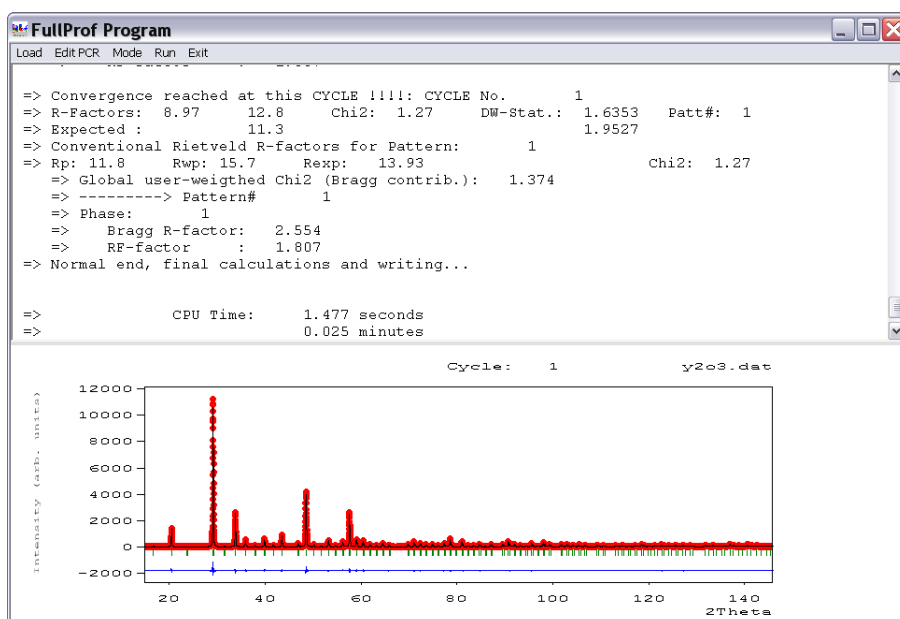 FullProf Program
Load Edit PCR Mode Run Exit
=> Convergence reached at this CYCLE !!!!: CYCLE No. 1
=> R-Factors: 8.97 12.8 Chi2: 1.27 DW-Stat.: 1.6353 Patt#: 1
=> Expected : 11.3 1.9527
=> Conventional Rietveld R-factors for Pattern: 1
=> Rp: 11.8 Rwp: 15.7 Rexp: 13.93 Chi2: 1.27
=> Global user-weigthed Chi2 (Bragg contrib.): 1.374
=> ---------> Pattern# 1
=> Phase: 1
=> Bragg R-factor: 2.554
=> RF-factor : 1.807
=> Normal end, final calculations and writing...
=> CPU Time: 1.477 seconds
=> 0.025 minutes
Cycle: 1 y2o3.dat
Intensity (arb. units)
12000
10000
8000
6000
4000
2000
0
-2000
20 40 60 80 100 120 140
2Theta